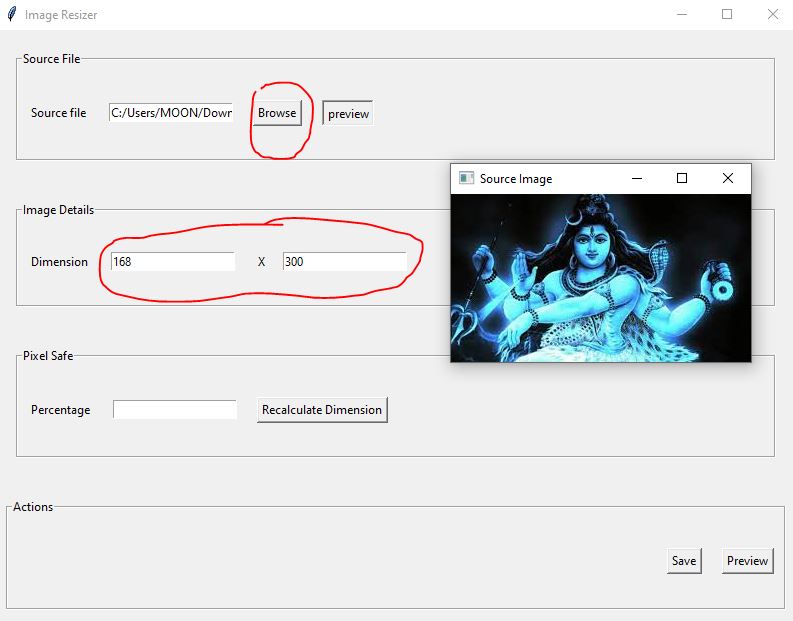 Image Resizer
Source File
Source file C:/Users/MOON/Dowr Browse preview
Source Image
Image Details
Dimension 168 X 300
Pixel Safe
Percentage Recalculate Dimension
Actions
Save Preview